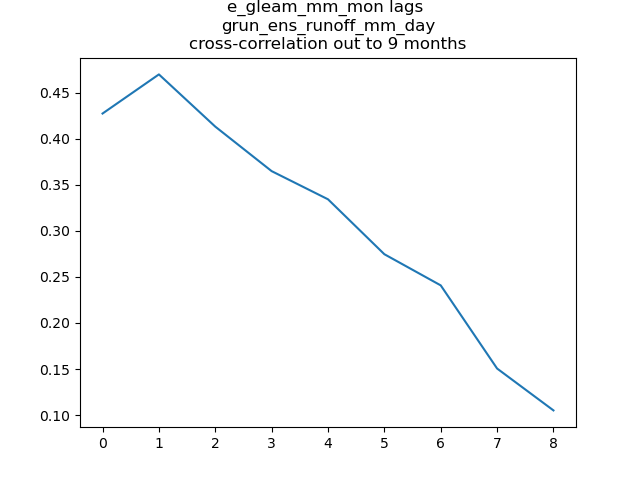 e_gleam_mm_mon lags
grun_ens_runoff_mm_day
cross-correlation out to 9 months
0.45
0.40
0.35
0.30
0.25
0.20
0.15
0.10
0 1 2 3 4 5 6 7 8